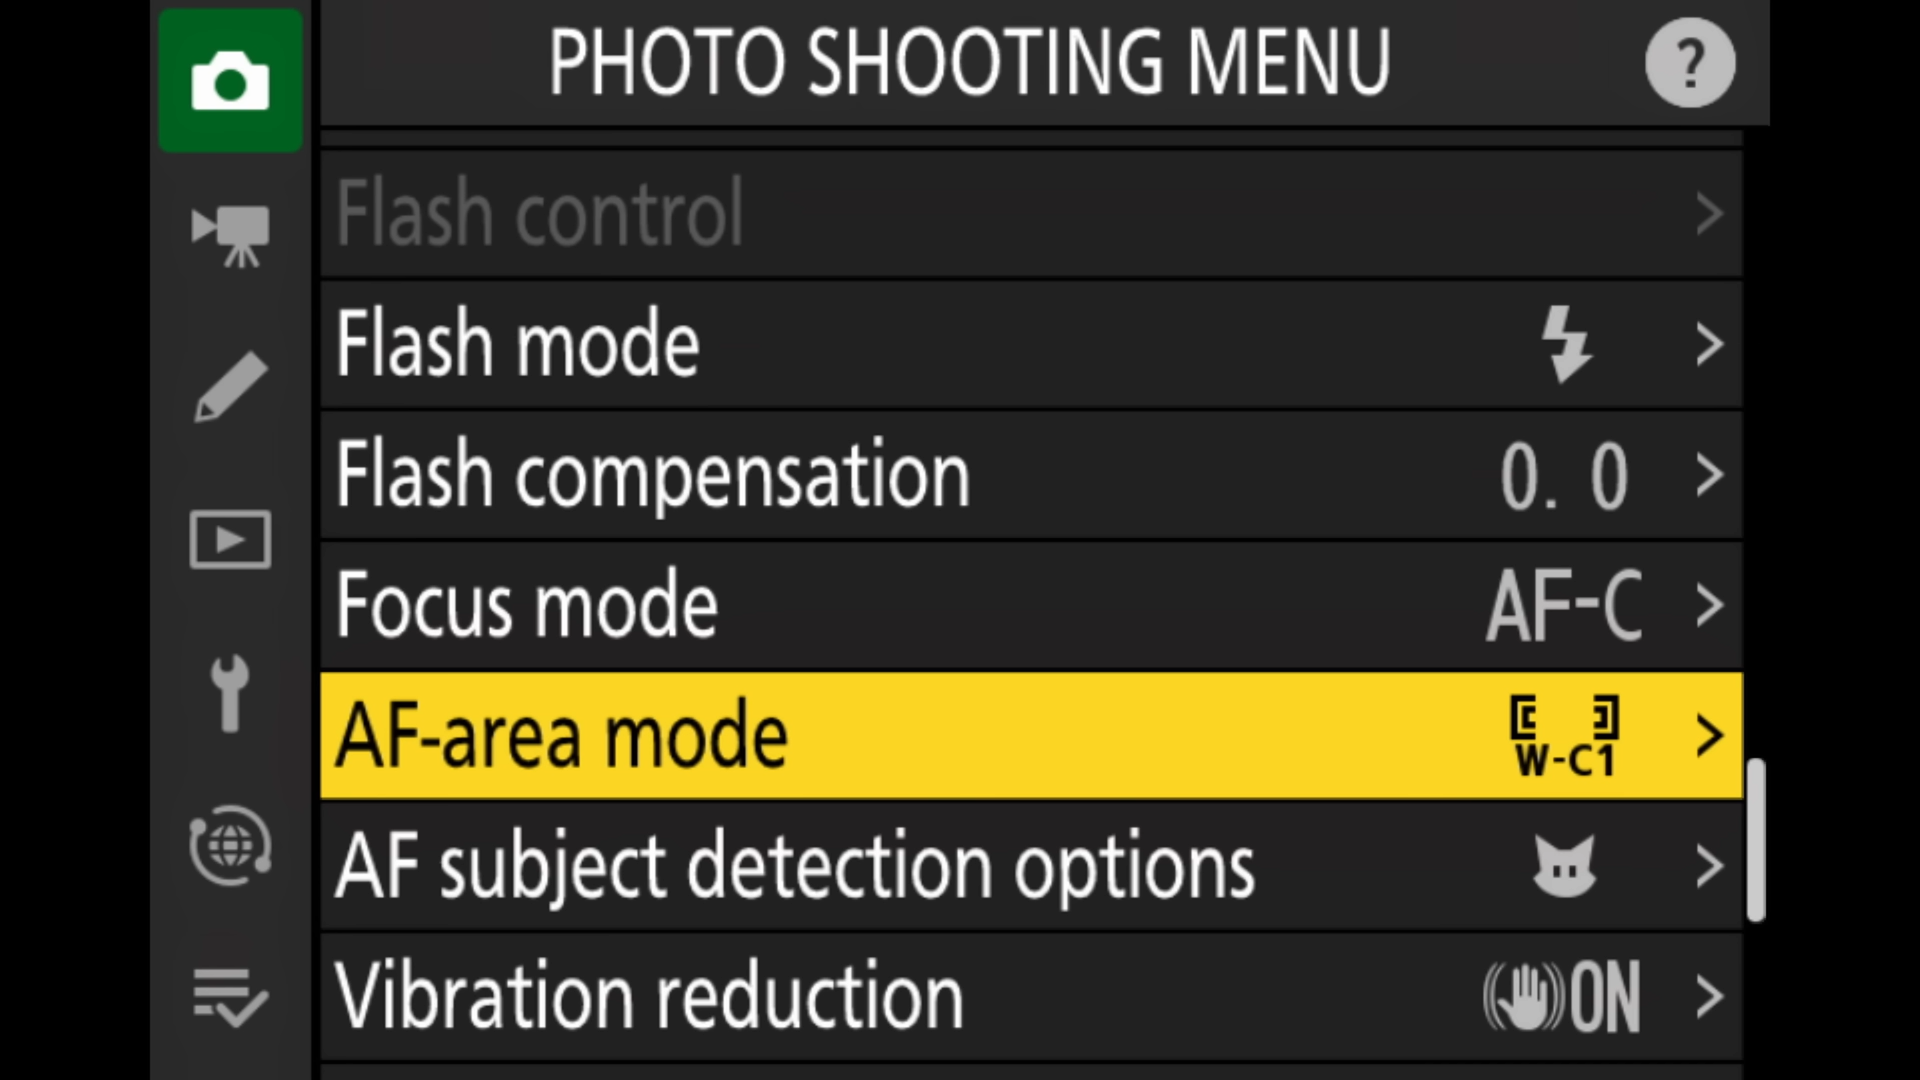 PHOTO SHOOTING MENU ?
Flash control >
Flash mode >
Flash compensation 0. 0 >
Focus mode AF-C >
AF-area mode W-C1 >
AF subject detection options >
Vibration reduction ON >